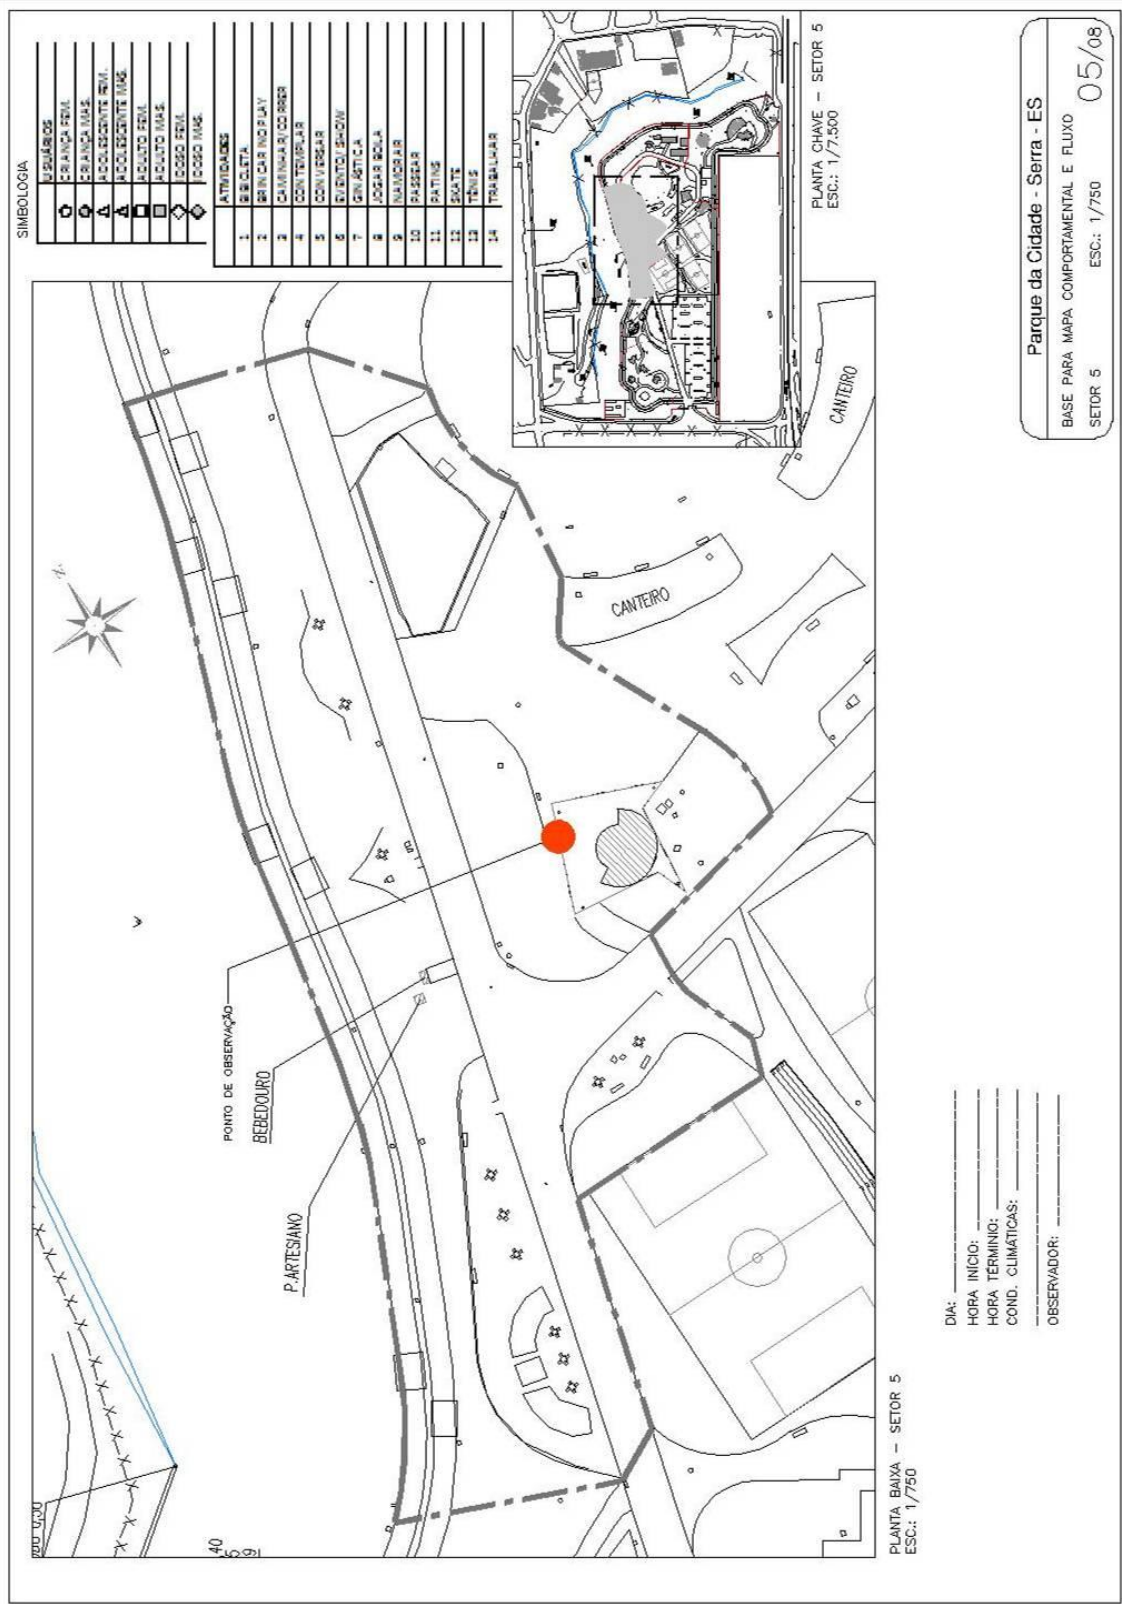 SIMBOLOGIA
USUÁRIOS
CRIANÇA FEM.
CRIANÇA MAS.
ADOLESCENTE FEM.
ADOLESCENTE MAS.
ADULTO FEM.
ADULTO MAS.
IDOSO FEM.
IDOSO MAS.
ATIVIDADES
1 BICICLETA
2 BRINCAR NO PLAY
3 CAMINHAR/ CORRER
4 CONTEMPLAR
5 CONVERSAR
6 EVENTO/ SHOW
7 GINÁSTICA
8 JOGAR BOLA
9 NAMORAR
10 PASSEAR
11 PATINS
12 SKATE
13 TÊNIS
14 TRABALHAR
PLANTA CHAVE - SETOR 5
ESC.: 1/7.500
PONTO DE OBSERVAÇÃO
BEBEDOURO
P.ARTESIANO
CANTEIRO
CANTEIRO
PLANTA BAIXA - SETOR 5
ESC.: 1/750
DIA:
HORA INÍCIO:
HORA TÉRMINIO:
COND. CLIMÁTICAS:
OBSERVADOR:
Parque da Cidade - Serra - ES
BASE PARA MAPA COMPORTAMENTAL E FLUXO
SETOR 5 ESC.: 1/750 05/08